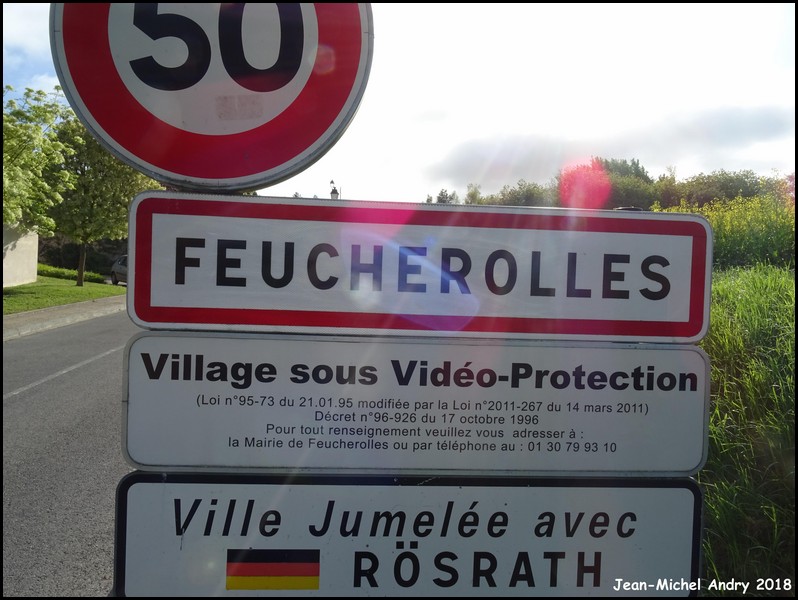 50
FEUCHEROLLES
Village sous Vidéo-Protection
(Loi n°95-73 du 21.01.95 modifiée par la Loi n°2011-267 du 14 mars 2011)
Décret n°96-926 du 17 octobre 1996
Pour tout renseignement veuillez vous adresser à :
la Mairie de Feucherolles ou par téléphone au : 01 30 79 93 10
Ville Jumelée avec
RÖSRATH
Jean-Michel Andry 2018